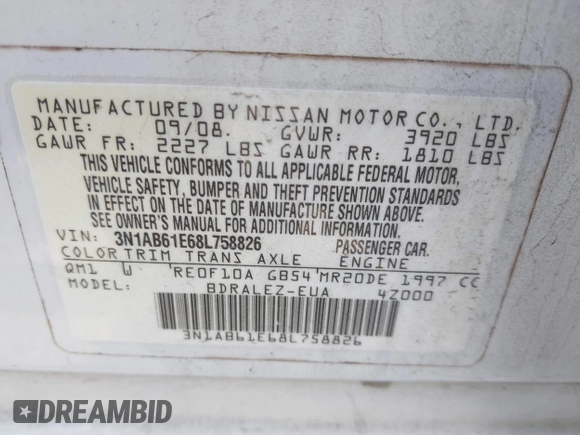 MANUFACTURED BY NISSAN MOTOR CO., LTD.
DATE: 09/08. GVWR: 3920 LBS
GAWR FR: 2227 LBS GAWR RR: 1810 LBS
THIS VEHICLE CONFORMS TO ALL APPLICABLE FEDERAL MOTOR,
VEHICLE SAFETY, BUMPER AND THEFT PREVENTION STANDARDS
IN EFFECT ON THE DATE OF MANUFACTURE SHOWN ABOVE.
SEE OWNER'S MANUAL FOR ADDITIONAL INFORMATION.
VIN: 3N1AB61E68L758826 PASSENGER CAR.
COLOR TRIM TRANS AXLE ENGINE
QM1 W RE0F10A GB54 MR20DE 1997 CC
MODEL: BDRALEZ-EUA 4Z000
3N1AB61E68L758826
DREAMBID